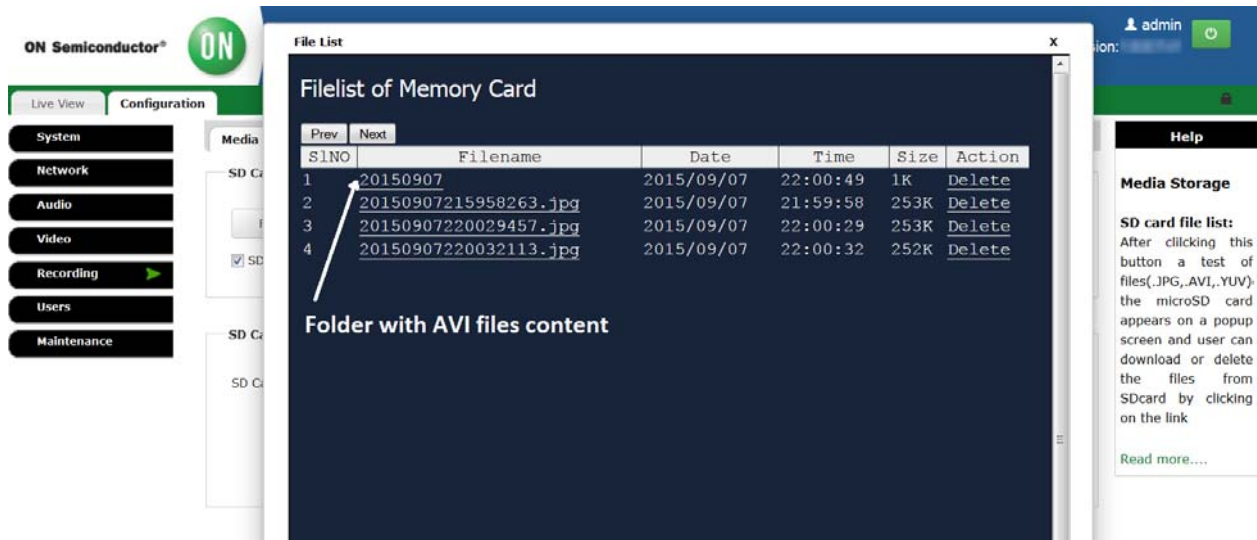 ON Semiconductor®
ON
admin
sion:
Live View
Configuration
System
Network
Audio
Video
Recording
Users
Maintenance
Media
SD Ca
SD
SD Ca
SD Ca
File List
x
Filelist of Memory Card
Prev Next
SlNO Filename Date Time Size Action
1 20150907 2015/09/07 22:00:49 1K Delete
2 20150907215958263.jpg 2015/09/07 21:59:58 253K Delete
3 20150907220029457.jpg 2015/09/07 22:00:29 253K Delete
4 20150907220032113.jpg 2015/09/07 22:00:32 252K Delete
Folder with AVI files content
Help
Media Storage
SD card file list:
After clilcking this
button a test of
files(.JPG,.AVI,.YUV)
the microSD card
appears on a popup
screen and user can
download or delete
the files from
SDcard by clicking
on the link
Read more....